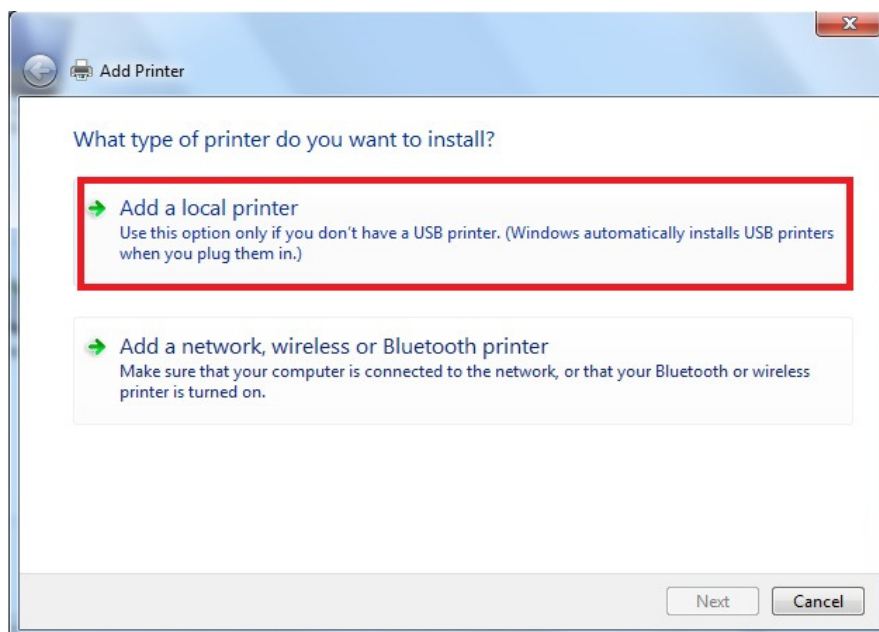 Add Printer
What type of printer do you want to install?
Add a local printer
Use this option only if you don't have a USB printer. (Windows automatically installs USB printers
when you plug them in.)
Add a network, wireless or Bluetooth printer
Make sure that your computer is connected to the network, or that your Bluetooth or wireless
printer is turned on.
Next
Cancel